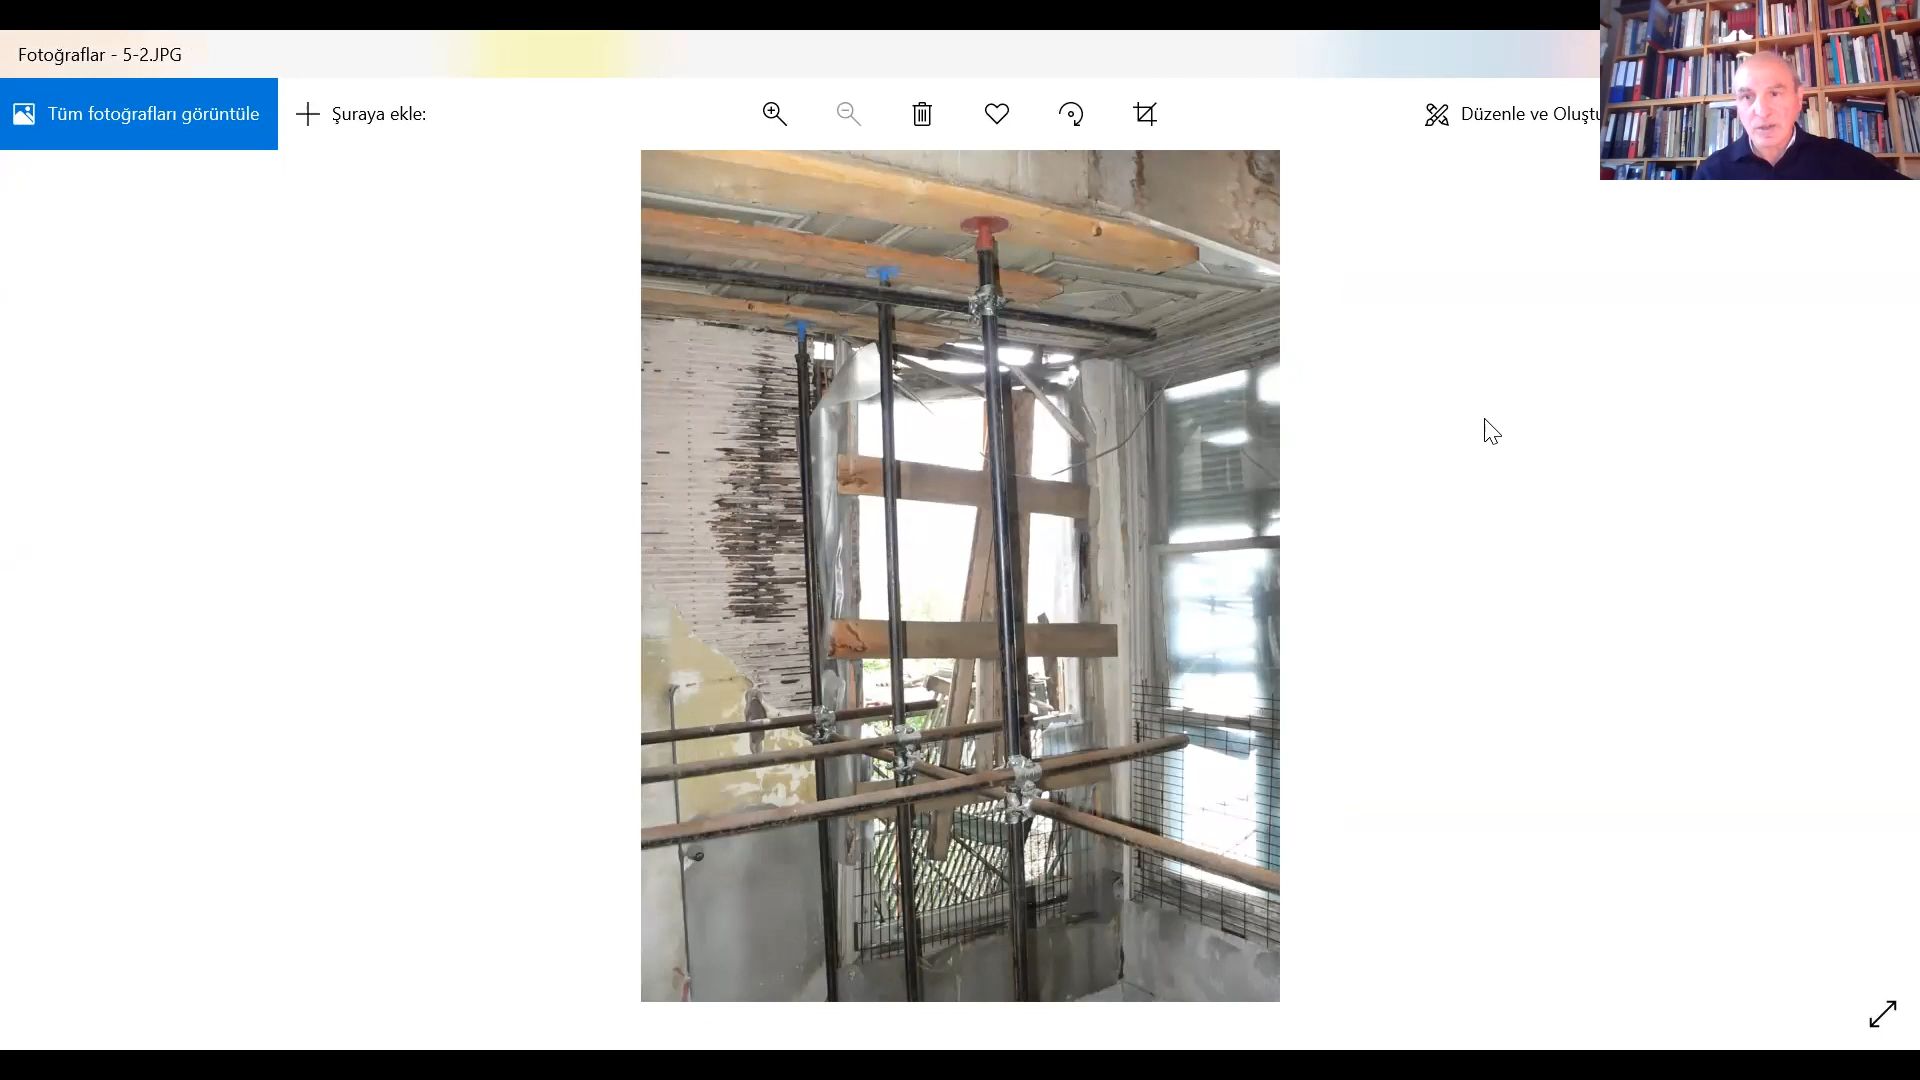 Fotoğraflar - 5-2.JPG
Tüm fotoğrafları görüntüle
Şuraya ekle:
Düzenle ve Oluştu